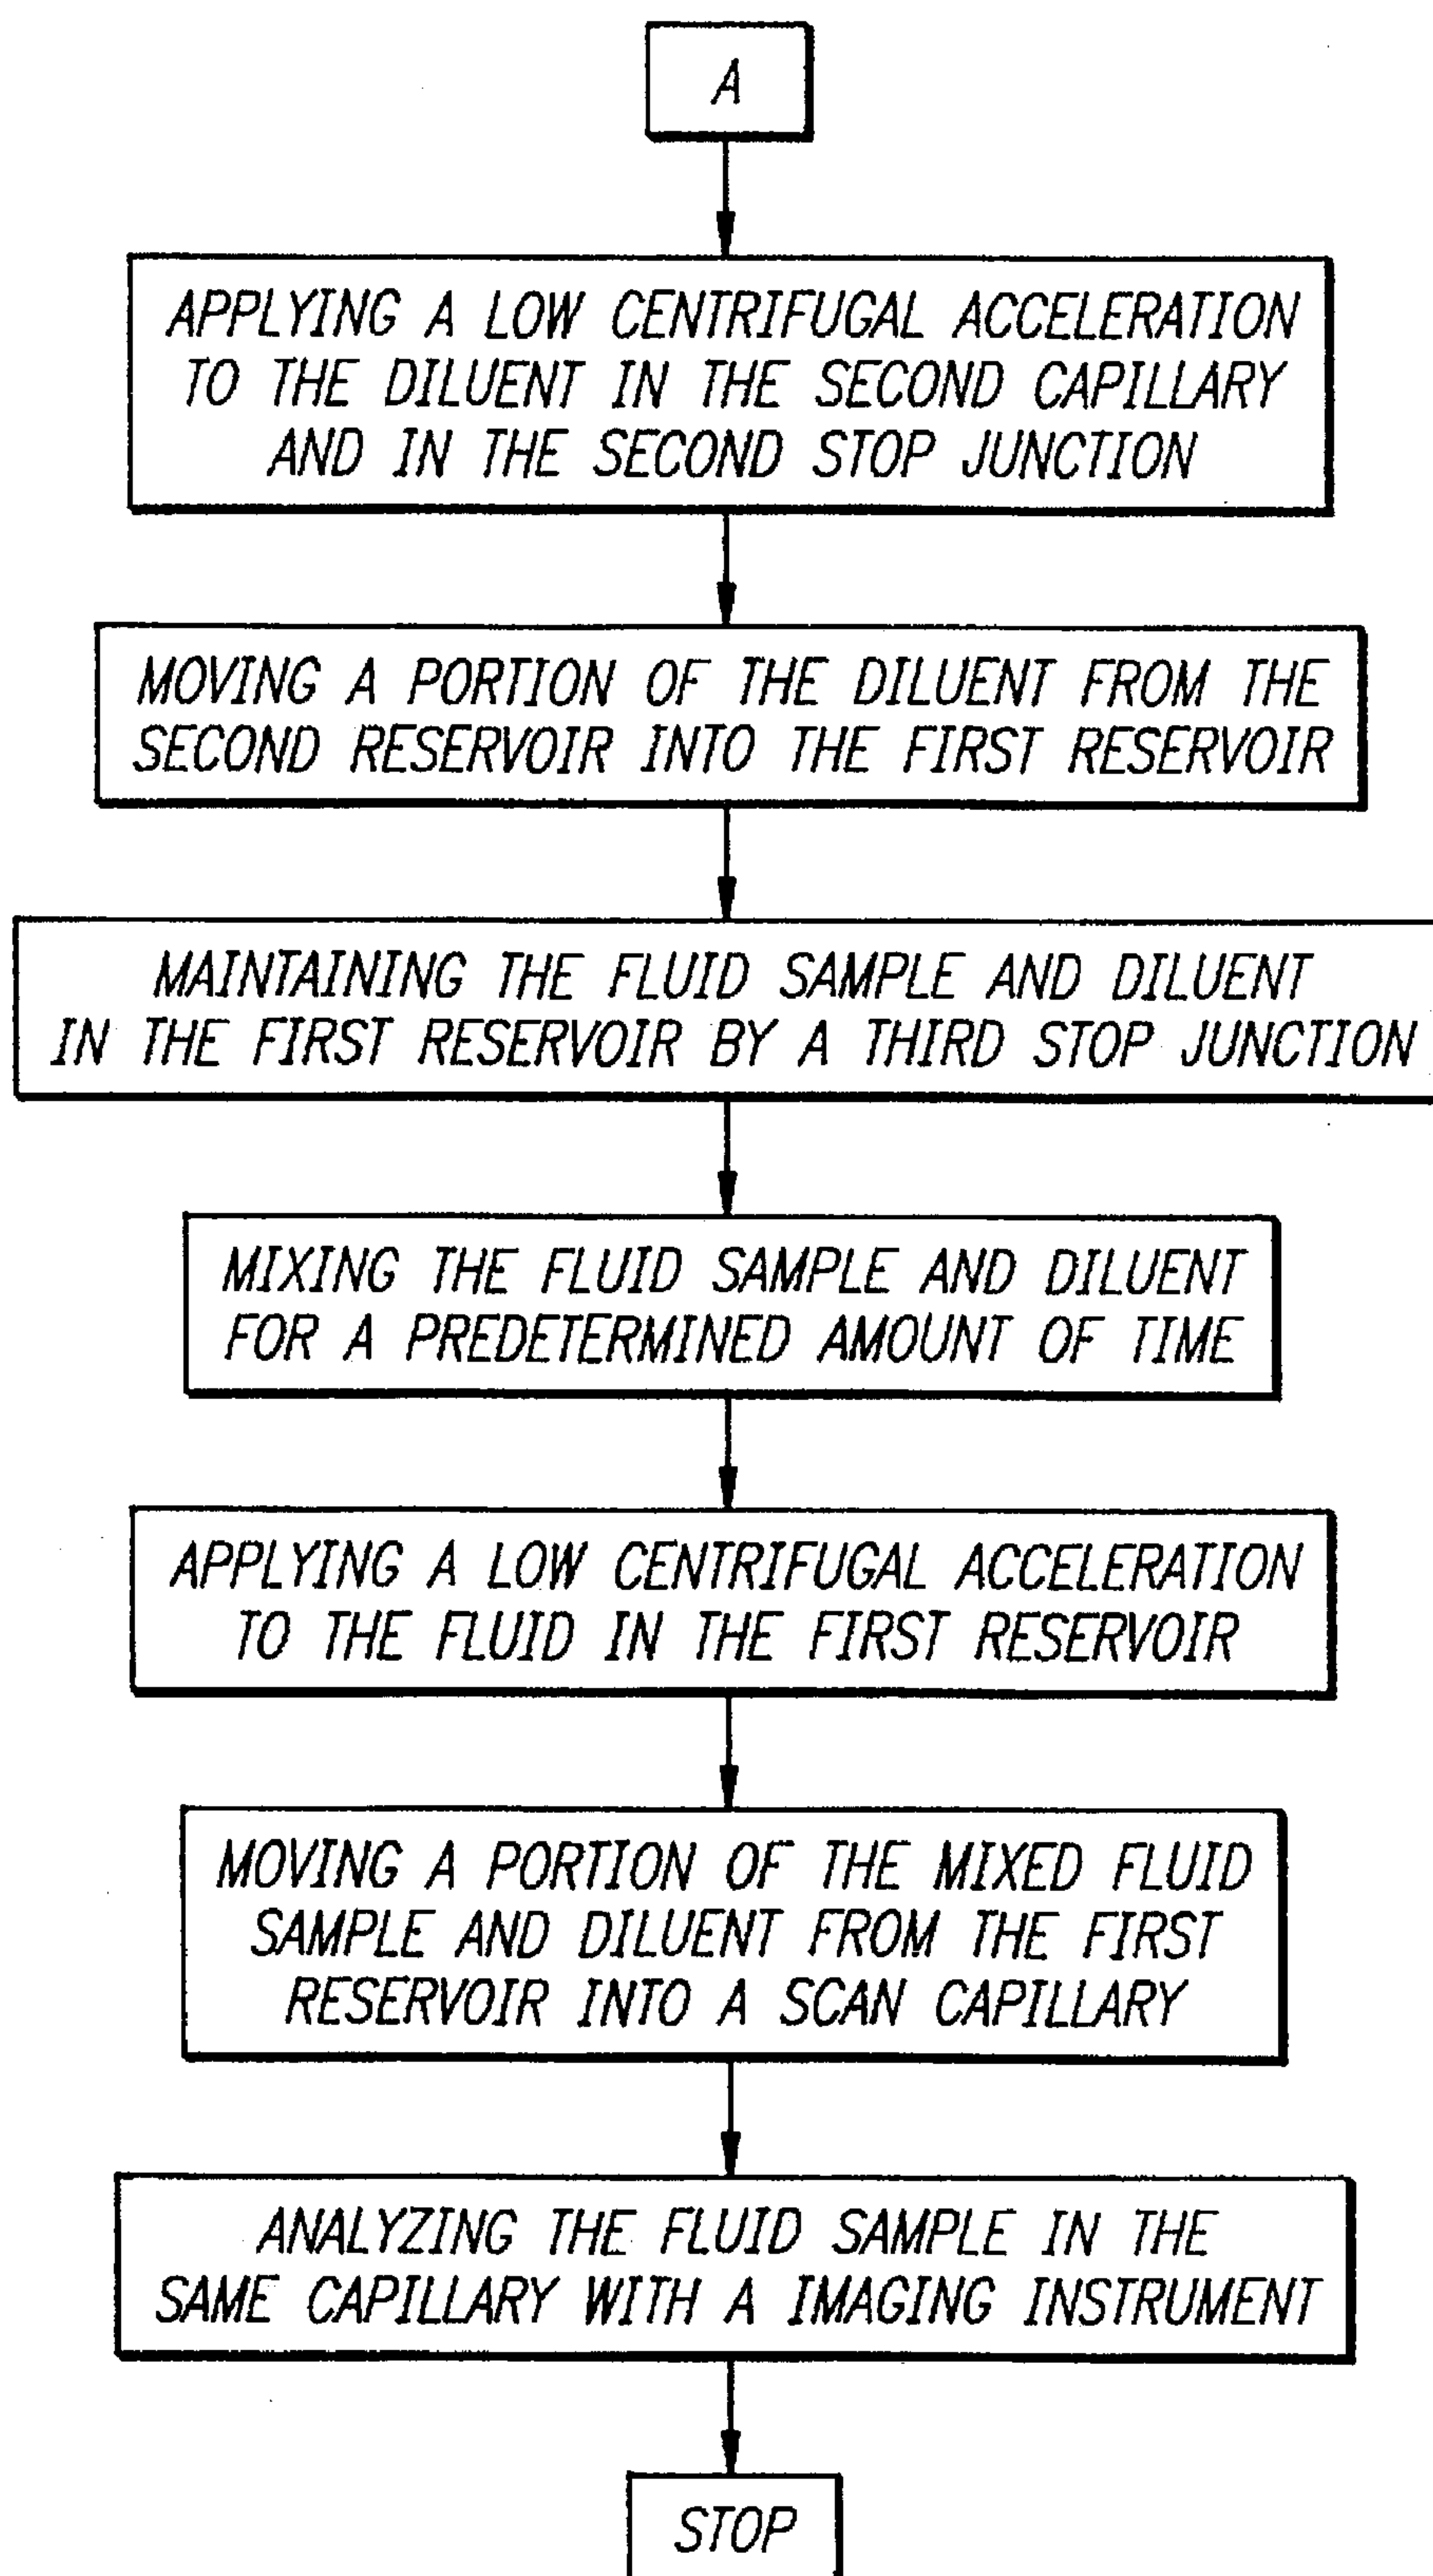 A
APPLYING A LOW CENTRIFUGAL ACCELERATION
TO THE DILUENT IN THE SECOND CAPILLARY
AND IN THE SECOND STOP JUNCTION
MOVING A PORTION OF THE DILUENT FROM THE
SECOND RESERVOIR INTO THE FIRST RESERVOIR
MAINTAINING THE FLUID SAMPLE AND DILUENT
IN THE FIRST RESERVOIR BY A THIRD STOP JUNCTION
MIXING THE FLUID SAMPLE AND DILUENT
FOR A PREDETERMINED AMOUNT OF TIME
APPLYING A LOW CENTRIFUGAL ACCELERATION
TO THE FLUID IN THE FIRST RESERVOIR
MOVING A PORTION OF THE MIXED FLUID
SAMPLE AND DILUENT FROM THE FIRST
RESERVOIR INTO A SCAN CAPILLARY
ANALYZING THE FLUID SAMPLE IN THE
SAME CAPILLARY WITH A IMAGING INSTRUMENT
STOP